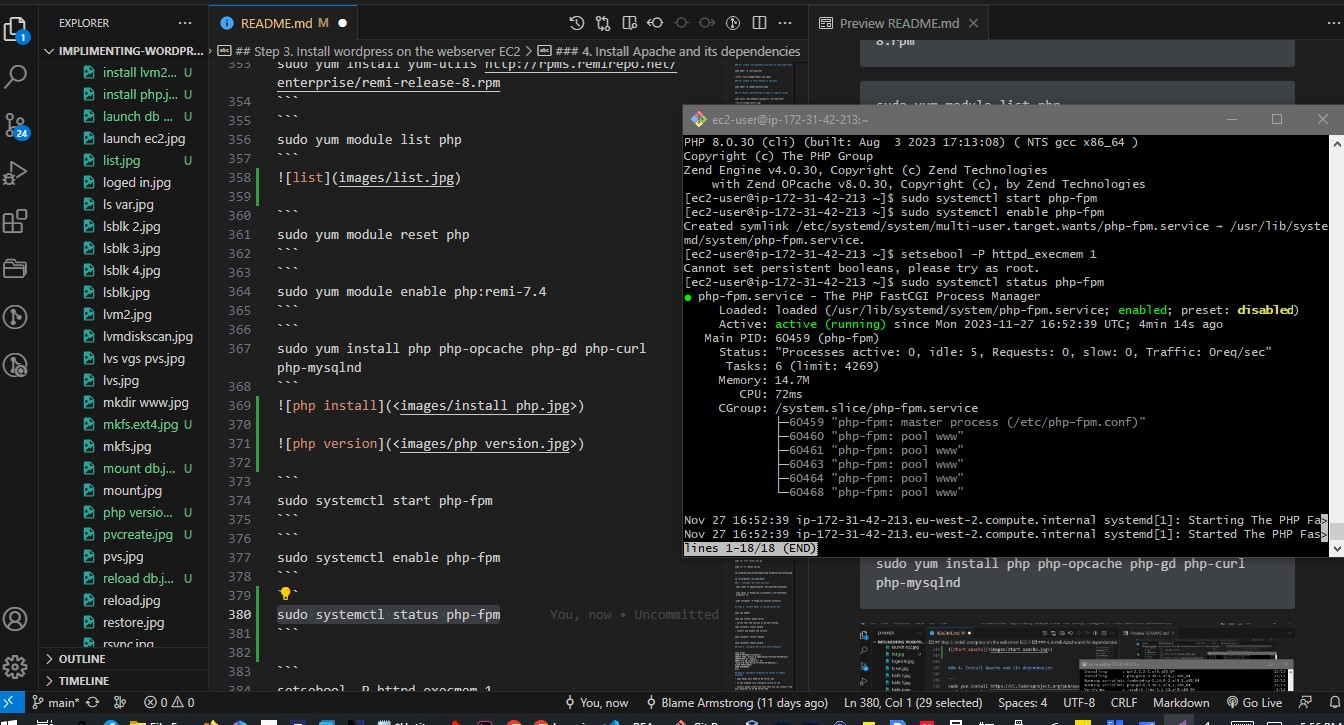 EXPLORER
IMPLIMENTING-WORDPR...
install lvm2... U
install php.j... U
launch db ... U
launch ec2.jpg
list.jpg U
loged in.jpg
ls var.jpg
lsblk 2.jpg
lsblk 3.jpg
lsblk 4.jpg
lsblk.jpg
lvm2.jpg
lvmdiskscan.jpg
lvs vgs pvs.jpg
lvs.jpg
mkdir www.jpg
mkfs.ext4.jpg U
mkfs.jpg
mount db.j... U
mount.jpg
php versio... U
pvcreate.jpg U
pvs.jpg
reload db.j... U
reload.jpg
restore.jpg
rsync.jpg
OUTLINE
TIMELINE
1
24
README.md M
## Step 3. Install wordpress on the webserver EC2 > ### 4. Install Apache and its dependencies
353 sudo yum install yum-utils http://rpms.remirepo.net/
enterprise/remi-release-8.rpm
354 ```
355 ```
356 sudo yum module list php
357 ```
358 ![list](images/list.jpg)
359
360 ```
361 sudo yum module reset php
362 ```
363 ```
364 sudo yum module enable php:remi-7.4
365 ```
366 ```
367 sudo yum install php php-opcache php-gd php-curl
php-mysqlnd
368 ```
369 ![php install](<images/install php.jpg>)
370
371 ![php version](<images/php version.jpg>)
372
373 ```
374 sudo systemctl start php-fpm
375 ```
376 ```
377 sudo systemctl enable php-fpm
378 ```
379 ```
380 sudo systemctl status php-fpm You, now • Uncommitted
381 ```
382
383 ```
384 setsebool -P httpd_execmem 1
Preview README.md
8.rpm
sudo yum module list php
ec2-user@ip-172-31-42-213:~
PHP 8.0.30 (cli) (built: Aug  3 2023 17:13:08) ( NTS gcc x86_64 )
Copyright (c) The PHP Group
Zend Engine v4.0.30, Copyright (c) Zend Technologies
with Zend OPcache v8.0.30, Copyright (c), by Zend Technologies
[ec2-user@ip-172-31-42-213 ~]$ sudo systemctl start php-fpm
[ec2-user@ip-172-31-42-213 ~]$ sudo systemctl enable php-fpm
Created symlink /etc/systemd/system/multi-user.target.wants/php-fpm.service → /usr/lib/syste
md/system/php-fpm.service.
[ec2-user@ip-172-31-42-213 ~]$ setsebool -P httpd_execmem 1
Cannot set persistent booleans, please try as root.
[ec2-user@ip-172-31-42-213 ~]$ sudo systemctl status php-fpm
● php-fpm.service - The PHP FastCGI Process Manager
Loaded: loaded (/usr/lib/systemd/system/php-fpm.service; enabled; preset: disabled)
Active: active (running) since Mon 2023-11-27 16:52:39 UTC; 4min 14s ago
Main PID: 60459 (php-fpm)
Status: "Processes active: 0, idle: 5, Requests: 0, slow: 0, Traffic: 0req/sec"
Tasks: 6 (limit: 4269)
Memory: 14.7M
CPU: 72ms
CGroup: /system.slice/php-fpm.service
├─60459 "php-fpm: master process (/etc/php-fpm.conf)"
├─60460 "php-fpm: pool www"
├─60461 "php-fpm: pool www"
├─60463 "php-fpm: pool www"
├─60464 "php-fpm: pool www"
└─60468 "php-fpm: pool www"
Nov 27 16:52:39 ip-172-31-42-213.eu-west-2.compute.internal systemd[1]: Starting The PHP Fa>
Nov 27 16:52:39 ip-172-31-42-213.eu-west-2.compute.internal systemd[1]: Started The PHP Fas>
lines 1-18/18 (END)
sudo yum install php php-opcache php-gd php-curl
php-mysqlnd
main* 0 0 You, now Blame Armstrong (11 days ago) Ln 380, Col 1 (29 selected) Spaces: 4 UTF-8 CRLF Markdown Go Live